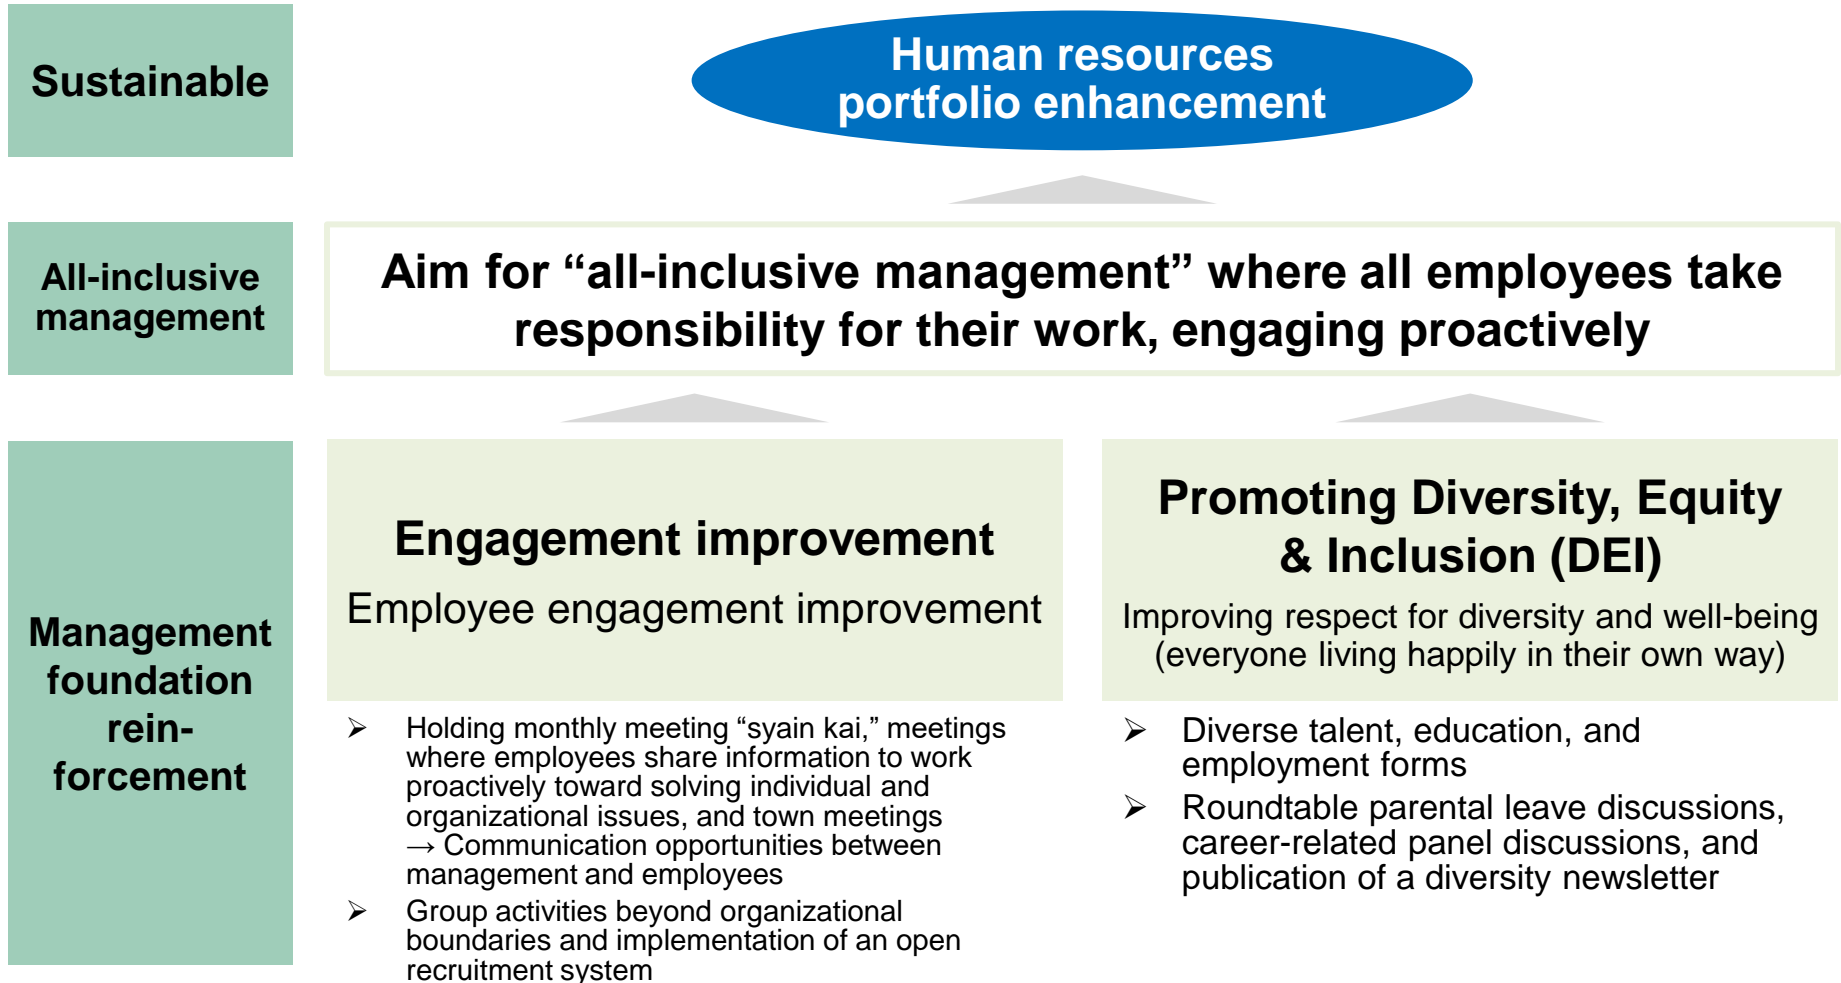 Sustainable
Human resources
portfolio enhancement
All-inclusive
management
Aim for “all-inclusive management” where all employees take
responsibility for their work, engaging proactively
Management
foundation
rein-
forcement
Engagement improvement
Employee engagement improvement
➢ Holding monthly meeting “syain kai,” meetings
where employees share information to work
proactively toward solving individual and
organizational issues, and town meetings
→ Communication opportunities between
management and employees
➢ Group activities beyond organizational
boundaries and implementation of an open
recruitment system
Promoting Diversity, Equity
& Inclusion (DEI)
Improving respect for diversity and well-being
(everyone living happily in their own way)
➢ Diverse talent, education, and
employment forms
➢ Roundtable parental leave discussions,
career-related panel discussions, and
publication of a diversity newsletter